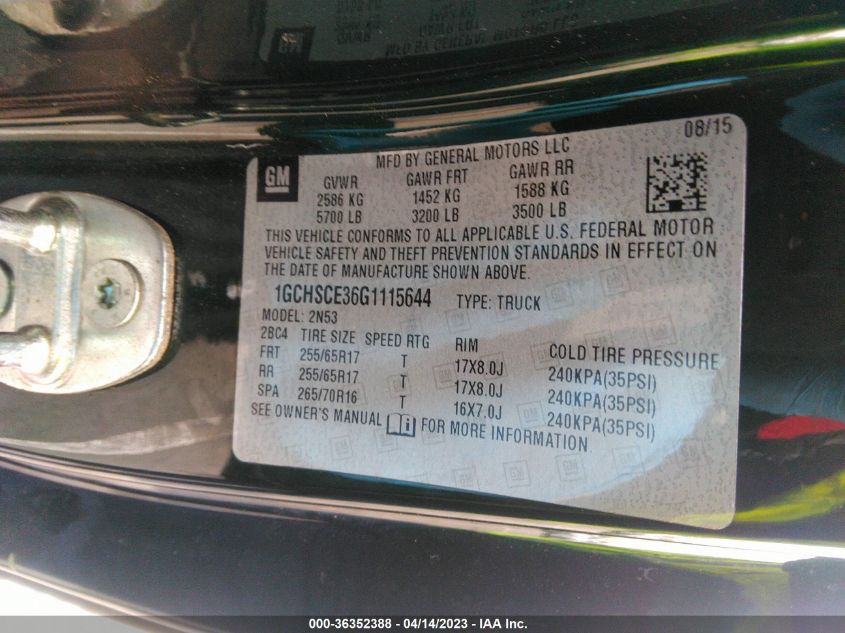 08/15
MFD BY GENERAL MOTORS LLC
GM
GVWR GAWR FRT GAWR RR
2586 KG 1452 KG 1588 KG
5700 LB 3200 LB 3500 LB
THIS VEHICLE CONFORMS TO ALL APPLICABLE U.S. FEDERAL MOTOR
VEHICLE SAFETY AND THEFT PREVENTION STANDARDS IN EFFECT ON
THE DATE OF MANUFACTURE SHOWN ABOVE.
1GCHSCE36G1115644 TYPE: TRUCK
MODEL: 2N53
2BC4 TIRE SIZE SPEED RTG RIM COLD TIRE PRESSURE
FRT 255/65R17 T 17X8.0J 240KPA(35PSI)
RR 255/65R17 T 17X8.0J 240KPA(35PSI)
SPA 265/70R16 T 16X7.0J 240KPA(35PSI)
SEE OWNER'S MANUAL FOR MORE INFORMATION
000-36352388 - 04/14/2023 - IAA Inc.